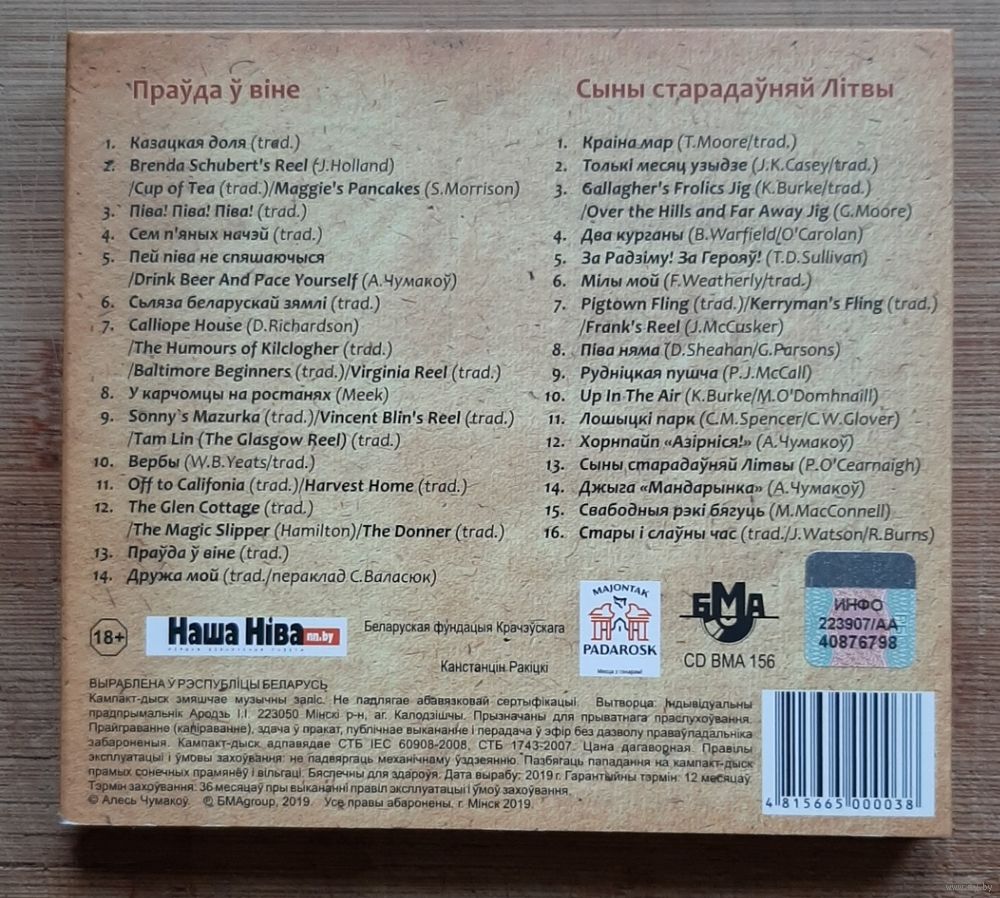 Праўда ў віне
1. Казацкая доля (trad.)
2. Brenda Schubert's Reel (J.Holland)
/Cup of Tea (trad.)/Maggie's Pancakes (S.Morrison)
3. Піва! Піва! Піва! (trad.)
4. Сем п'яных начэй (trad.)
5. Пей піва не спяшаючыся
/Drink Beer And Pace Yourself (А.Чумакоў)
6. Сьляза беларускай зямлі (trad.)
7. Calliope House (D.Richardson)
/The Humours of Kilclogher (trad.)
/Baltimore Beginners (trad.)/Virginia Reel (trad.)
8. У карчомцы на ростанях (Meek)
9. Sonny`s Mazurka (trad.)/Vincent Blin's Reel (trad.)
/Tam Lin (The Glasgow Reel) (trad.)
10. Вербы (W.B.Yeats/trad.)
11. Off to Califonia (trad.)/Harvest Home (trad.)
12. The Glen Cottage (trad.)
/The Magic Slipper (Hamilton)/The Donner (trad.)
13. Праўда ў віне (trad.)
14. Дружа мой (trad./пераклад С.Валасюк)
Сыны старадаўняй Літвы
1. Краіна мар (T.Moore/trad.)
2. Толькі месяц узыдзе (J.K.Casey/trad.)
3. Gallagher's Frolics Jig (K.Burke/trad.)
/Over the Hills and Far Away Jig (G.Moore)
4. Два курганы (B.Warfield/O'Carolan)
5. За Радзіму! За Герояў! (T.D.Sullivan)
6. Мілы мой (F.Weatherly/trad.)
7. Pigtown Fling (trad.)/Kerryman's Fling (trad.)
/Frank's Reel (J.McCusker)
8. Піва няма (D.Sheahan/G.Parsons)
9. Рудніцкая пушча (P.J.McCall)
10. Up In The Air (K.Burke/M.O'Domhnaill)
11. Лошыцкі парк (C.M.Spencer/C.W.Glover)
12. Хорнпайп «Азірніся!» (А.Чумакоў)
13. Сыны старадаўняй Літвы (P.O'Cearnaigh)
14. Джыга «Мандарынка» (А.Чумакоў)
15. Свабодныя рэкі бягуць (M.MacConnell)
16. Стары і слаўны час (trad./J.Watson/R.Burns)
18+
Наша Ніва nn.by
Беларуская фундацыя Крачэўскага
Канстанцін Ракіцкі
MAJONTAK
PADAROSK
БМА
CD BMA 156
ИНФО
223907/АА
40876798
ВЫРАБЛЕНА Ў РЭСПУБЛІЦЫ БЕЛАРУСЬ
Кампакт-дыск змяшчае музычны запіс. Не падлягае абавязковай сертыфікацыі. Вытворца: Індывідуальны
прадпрымальнік Ародзь І.І. 223050 Мінскі р-н, аг. Калодзішчы. Прызначаны для прыватнага праслухоўвання.
Прайграванне (капіраванне), здача ў пракат, публічнае выкананне і перадача ў эфір без дазволу праваўладальніка
забароненыя. Кампакт-дыск адпавядае СТБ IEC 60908-2008, СТБ 1743-2007. Цана дагаворная. Правілы
эксплуатацыі і ўмовы захоўвання: не падвяргаць механічнаму ўздзеянню. Пазбягаць пападання на кампакт-дыск
прамых сонечных прамянёў і вільгаці. Бяспечны для здароўя. Дата вырабу: 2019 г. Гарантыйны тэрмін: 12 месяцаў.
Тэрмін захоўвання: 36 месяцаў пры выкананні правіл эксплуатацыі і ўмоў захоўвання.
© Алесь Чумакоў. ℗ БМАgroup, 2019. Усе правы абаронены. г. Мінск 2019.
4 815665 000038